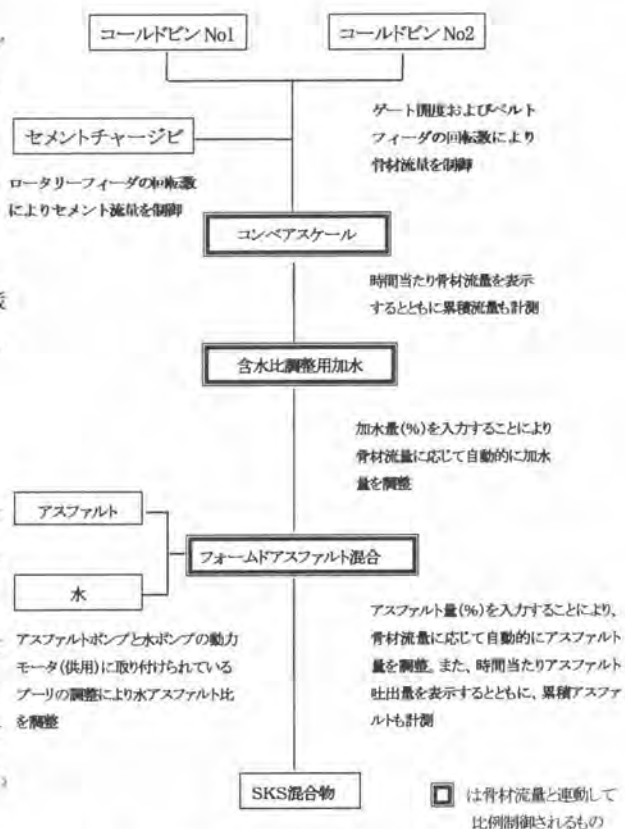 コールドビン No1
コールドビン No2
ゲート開度およびベルト
フィーダの回転数により
骨材流量を制御
セメントチャージビ
ロータリーフィーダの回転数
によりセメント流量を制御
コンベアスケール
時間当たり骨材流量を表示
するとともに累積流量も計測
含水比調整用加水
加水量(%)を入力することにより
骨材流量に応じて自動的に加水
量を調整
アスファルト
フォームドアスファルト混合
水
アスファルトポンプと水ポンプの動力
モータ(供用)に取り付けられている
プーリの調整により水アスファルト比
を調整
アスファルト量(%)を入力することにより、
骨材流量に応じて自動的にアスファルト
量を調整。また、時間当たりアスファルト
吐出量を表示するとともに、累積アスファ
ルトも計測
SKS混合物
は骨材流量と連動して
比例制御されるもの